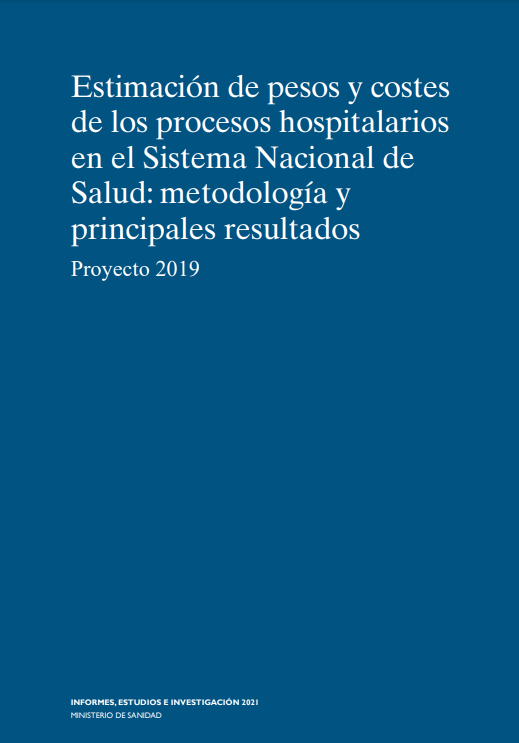 Estimación de pesos y costes
de los procesos hospitalarios
en el Sistema Nacional de
Salud: metodología y
principales resultados
Proyecto 2019
INFORMES, ESTUDIOS E INVESTIGACIÓN 2021
MINISTERIO DE SANIDAD